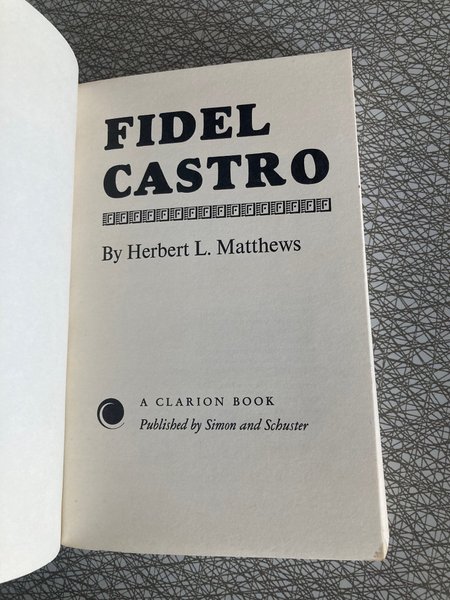 FIDEL
CASTRO
By Herbert L. Matthews
A CLARION BOOK
Published by Simon and Schuster